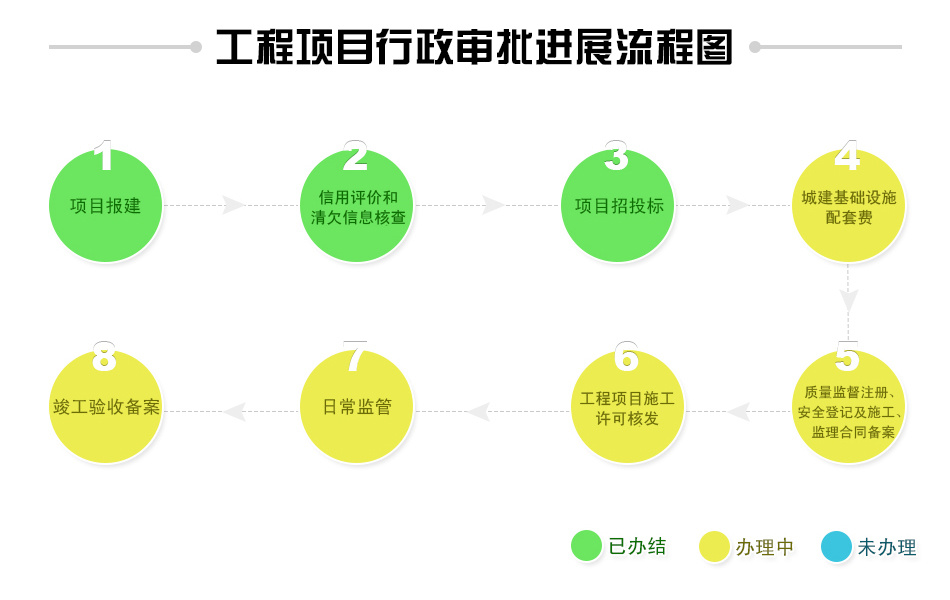 工程项目行政审批进展流程图
1
项目报建
2
信用评价和
清欠信息核查
3
项目招投标
4
城建基础设施
配套费
5
质量监督注册、
安全登记及施工、
监理合同备案
6
工程项目施工
许可核发
7
日常监管
8
竣工验收备案
已办结
办理中
未办理